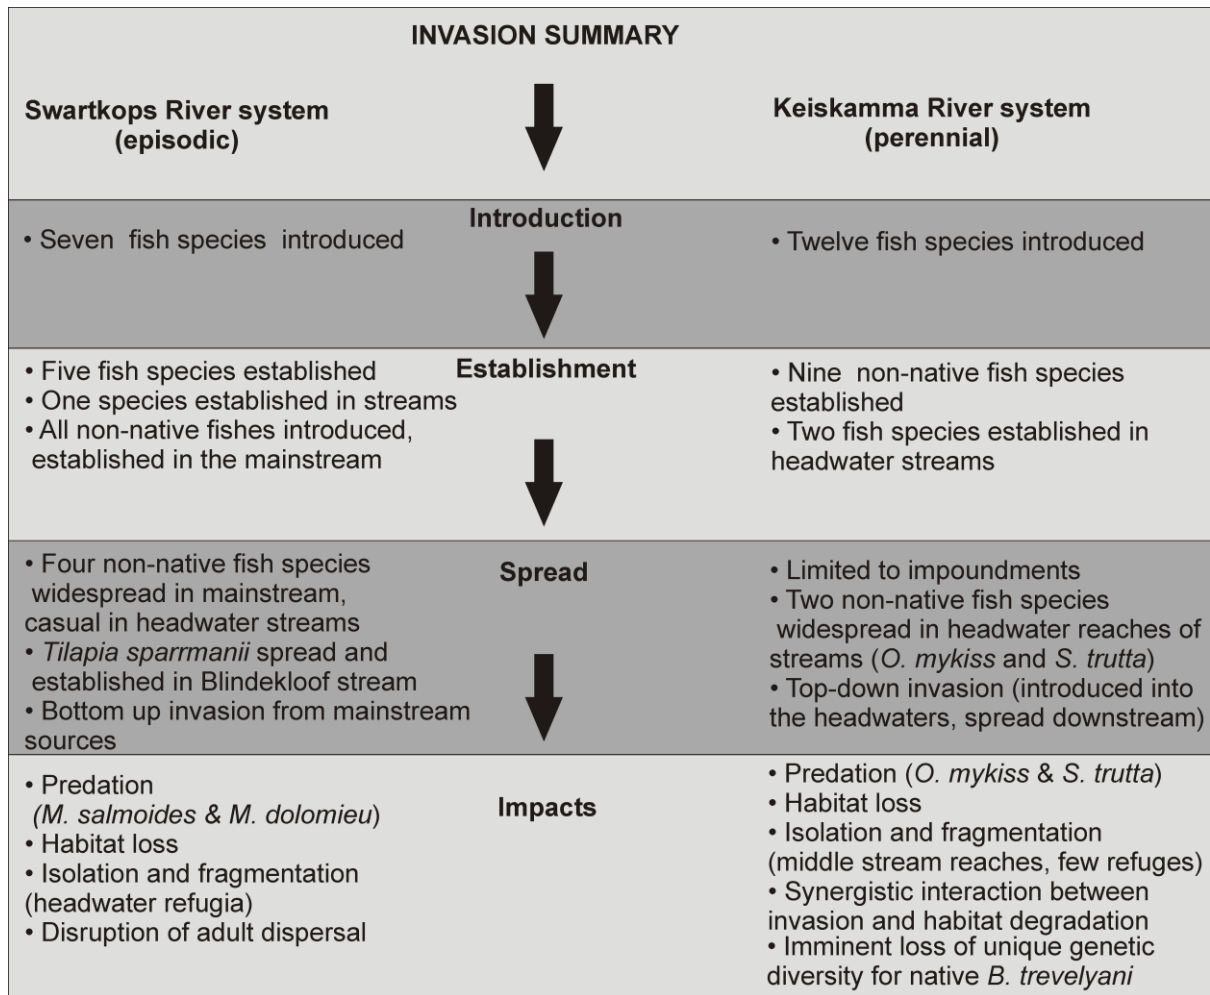 INVASION SUMMARY
Swartkops River system
(episodic)
Keiskamma River system
(perennial)
Introduction
• Seven fish species introduced
• Twelve fish species introduced
Establishment
• Five fish species established
• One species established in streams
• All non-native fishes introduced,
established in the mainstream
• Nine non-native fish species
established
• Two fish species established in
headwater streams
Spread
• Four non-native fish species
widespread in mainstream,
casual in headwater streams
• Tilapia sparrmanii spread and
established in Blindekloof stream
• Bottom up invasion from mainstream
sources
• Limited to impoundments
• Two non-native fish species
widespread in headwater reaches of
streams (O. mykiss and S. trutta)
• Top-down invasion (introduced into
the headwaters, spread downstream)
Impacts
• Predation
(M. salmoides & M. dolomieu)
• Habitat loss
• Isolation and fragmentation
(headwater refugia)
• Disruption of adult dispersal
• Predation (O. mykiss & S. trutta)
• Habitat loss
• Isolation and fragmentation
(middle stream reaches, few refuges)
• Synergistic interaction between
invasion and habitat degradation
• Imminent loss of unique genetic
diversity for native B. trevelyani